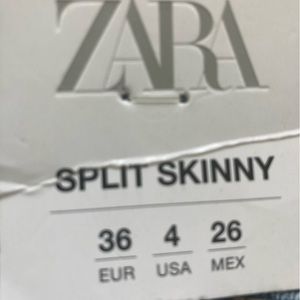 ZARA
SPLIT SKINNY
36 4 26
EUR USA MEX